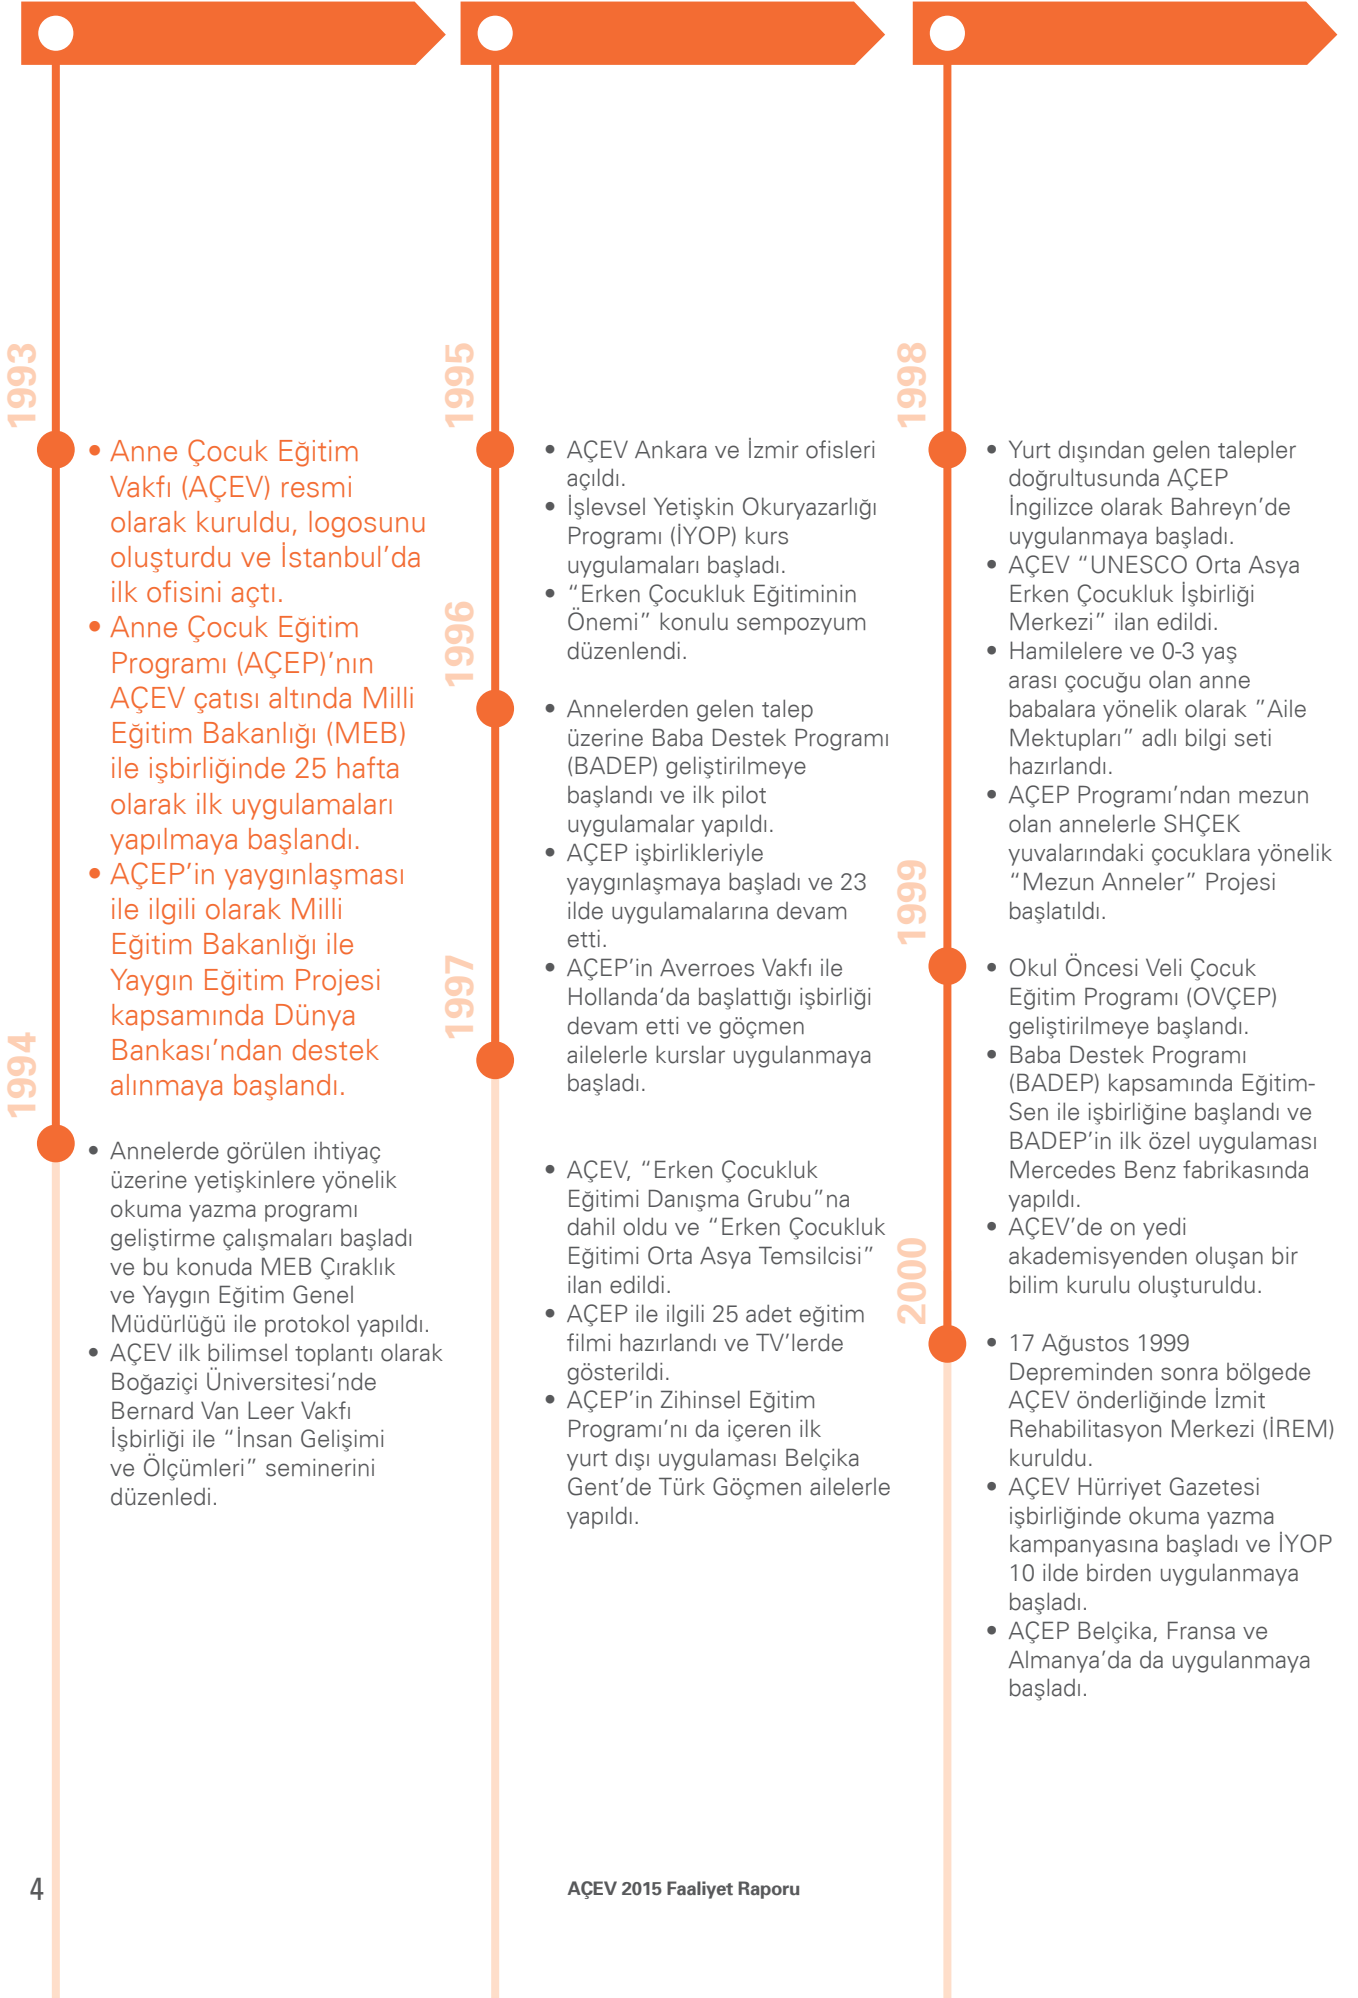 1993
• Anne Çocuk Eğitim
Vakfı (AÇEV) resmi
olarak kuruldu, logosunu
oluşturdu ve İstanbul’da
ilk ofisini açtı.
• Anne Çocuk Eğitim
Programı (AÇEP)’nın
AÇEV çatısı altında Milli
Eğitim Bakanlığı (MEB)
ile işbirliğinde 25 hafta
olarak ilk uygulamaları
yapılmaya başlandı.
• AÇEP’in yaygınlaşması
ile ilgili olarak Milli
Eğitim Bakanlığı ile
Yaygın Eğitim Projesi
kapsamında Dünya
Bankası’ndan destek
alınmaya başlandı.
1994
• Annelerde görülen ihtiyaç
üzerine yetişkinlere yönelik
okuma yazma programı
geliştirme çalışmaları başladı
ve bu konuda MEB Çıraklık
ve Yaygın Eğitim Genel
Müdürlüğü ile protokol yapıldı.
• AÇEV ilk bilimsel toplantı olarak
Boğaziçi Üniversitesi’nde
Bernard Van Leer Vakfı
İşbirliği ile “İnsan Gelişimi
ve Ölçümleri” seminerini
düzenledi.
1995
• AÇEV Ankara ve İzmir ofisleri
açıldı.
• İşlevsel Yetişkin Okuryazarlığı
Programı (İYOP) kurs
uygulamaları başladı.
• “Erken Çocukluk Eğitiminin
Önemi” konulu sempozyum
düzenlendi.
1996
• Annelerden gelen talep
üzerine Baba Destek Programı
(BADEP) geliştirilmeye
başlandı ve ilk pilot
uygulamalar yapıldı.
• AÇEP işbirlikleriyle
yaygınlaşmaya başladı ve 23
ilde uygulamalarına devam
etti.
• AÇEP’in Averroes Vakfı ile
Hollanda‘da başlattığı işbirliği
devam etti ve göçmen
ailelerle kurslar uygulanmaya
başladı.
1997
• AÇEV, “Erken Çocukluk
Eğitimi Danışma Grubu”na
dahil oldu ve “Erken Çocukluk
Eğitimi Orta Asya Temsilcisi”
ilan edildi.
• AÇEP ile ilgili 25 adet eğitim
filmi hazırlandı ve TV’lerde
gösterildi.
• AÇEP’in Zihinsel Eğitim
Programı’nı da içeren ilk
yurt dışı uygulaması Belçika
Gent’de Türk Göçmen ailelerle
yapıldı.
1998
• Yurt dışından gelen talepler
doğrultusunda AÇEP
İngilizce olarak Bahreyn’de
uygulanmaya başladı.
• AÇEV “UNESCO Orta Asya
Erken Çocukluk İşbirliği
Merkezi” ilan edildi.
• Hamilelere ve 0-3 yaş
arası çocuğu olan anne
babalara yönelik olarak ”Aile
Mektupları” adlı bilgi seti
hazırlandı.
• AÇEP Programı’ndan mezun
olan annelerle SHÇEK
yuvalarındaki çocuklara yönelik
“Mezun Anneler” Projesi
başlatıldı.
1999
• Okul Öncesi Veli Çocuk
Eğitim Programı (OVÇEP)
geliştirilmeye başlandı.
• Baba Destek Programı
(BADEP) kapsamında Eğitim-
Sen ile işbirliğine başlandı ve
BADEP’in ilk özel uygulaması
Mercedes Benz fabrikasında
yapıldı.
• AÇEV’de on yedi
akademisyenden oluşan bir
bilim kurulu oluşturuldu.
2000
• 17 Ağustos 1999
Depreminden sonra bölgede
AÇEV önderliğinde İzmit
Rehabilitasyon Merkezi (İREM)
kuruldu.
• AÇEV Hürriyet Gazetesi
işbirliğinde okuma yazma
kampanyasına başladı ve İYOP
10 ilde birden uygulanmaya
başladı.
• AÇEP Belçika, Fransa ve
Almanya’da da uygulanmaya
başladı.
4
AÇEV 2015 Faaliyet Raporu